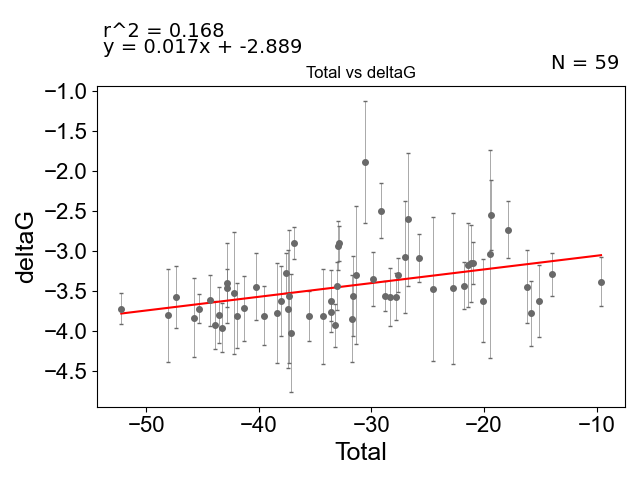 r^2 = 0.168
y = 0.017x + -2.889
N = 59
Total vs deltaG
−1.0
−1.5
−2.0
−2.5
−3.0
−3.5
−4.0
−4.5
deltaG
−50 −40 −30 −20 −10
Total